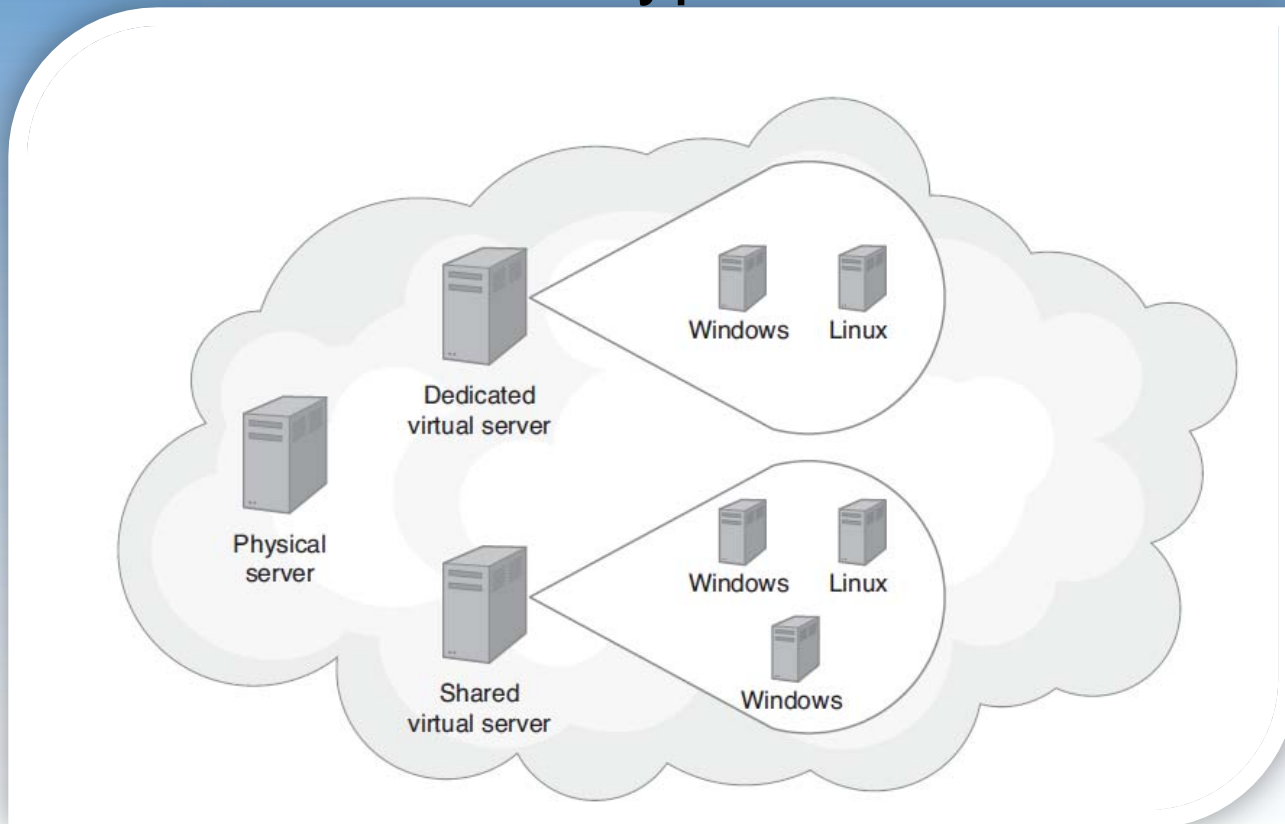 Windows
Linux
Dedicated
virtual server
Physical
server
Windows
Linux
Windows
Shared
virtual server